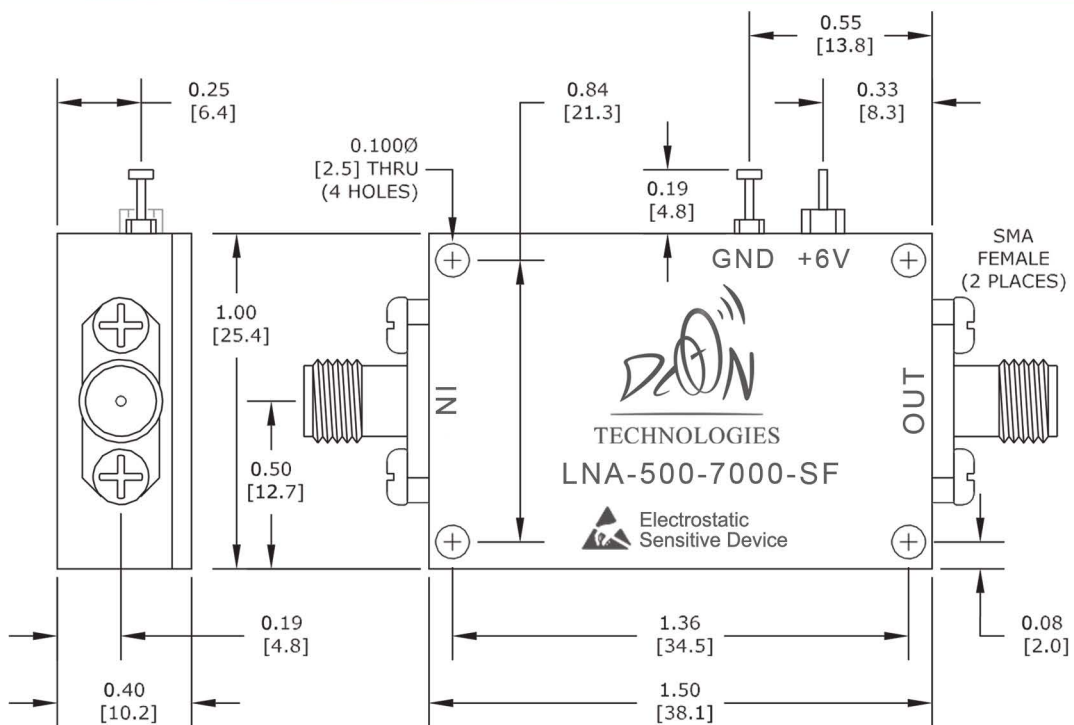 0.55
[13.8]
0.25
[6.4]
0.84
[21.3]
0.33
[8.3]
0.100Ø
[2.5] THRU
(4 HOLES)
0.19
[4.8]
SMA
FEMALE
(2 PLACES)
GND +6V
1.00
[25.4]
IN
OUT
TECHNOLOGIES
LNA-500-7000-SF
0.50
[12.7]
Electrostatic
Sensitive Device
0.19
[4.8]
1.36
[34.5]
0.08
[2.0]
0.40
[10.2]
1.50
[38.1]